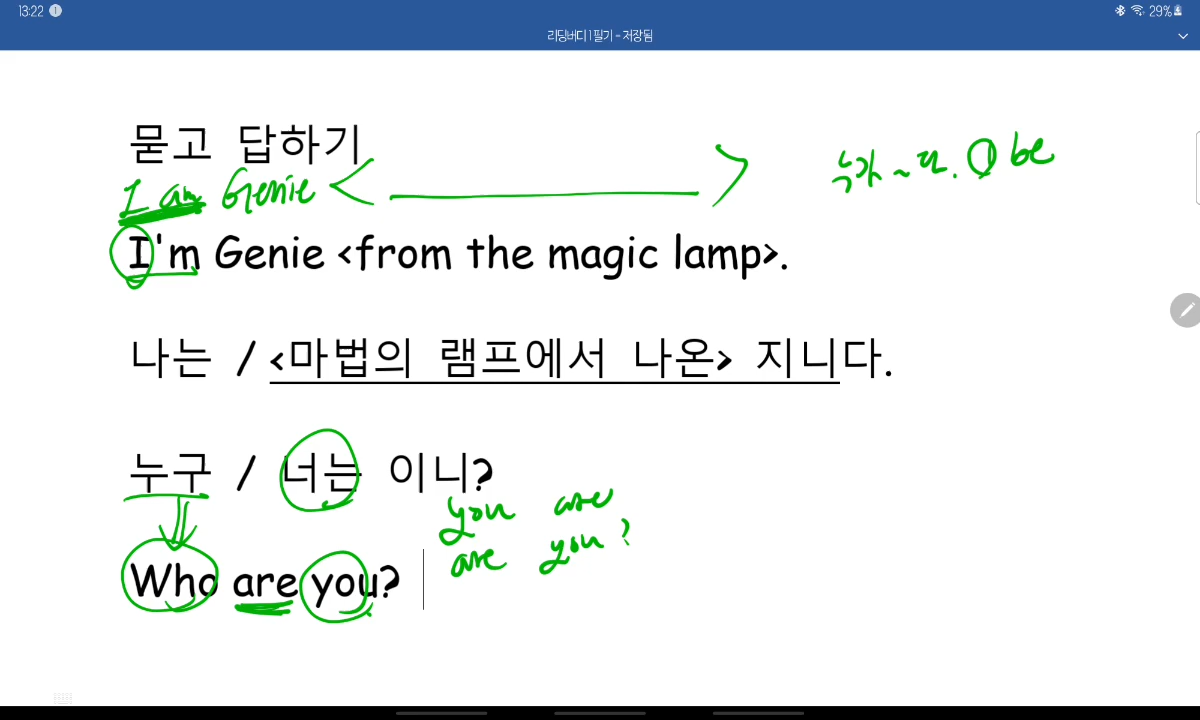 13:22
29%
리딩버디1필기 - 저장됨
묻고 답하기
누가 ~다. ① be
I am Genie < >
I'm Genie <from the magic lamp>.
나는 / <마법의 램프에서 나온> 지니다.
누구 / 너는 이니?
you are
are you?
Who are you?